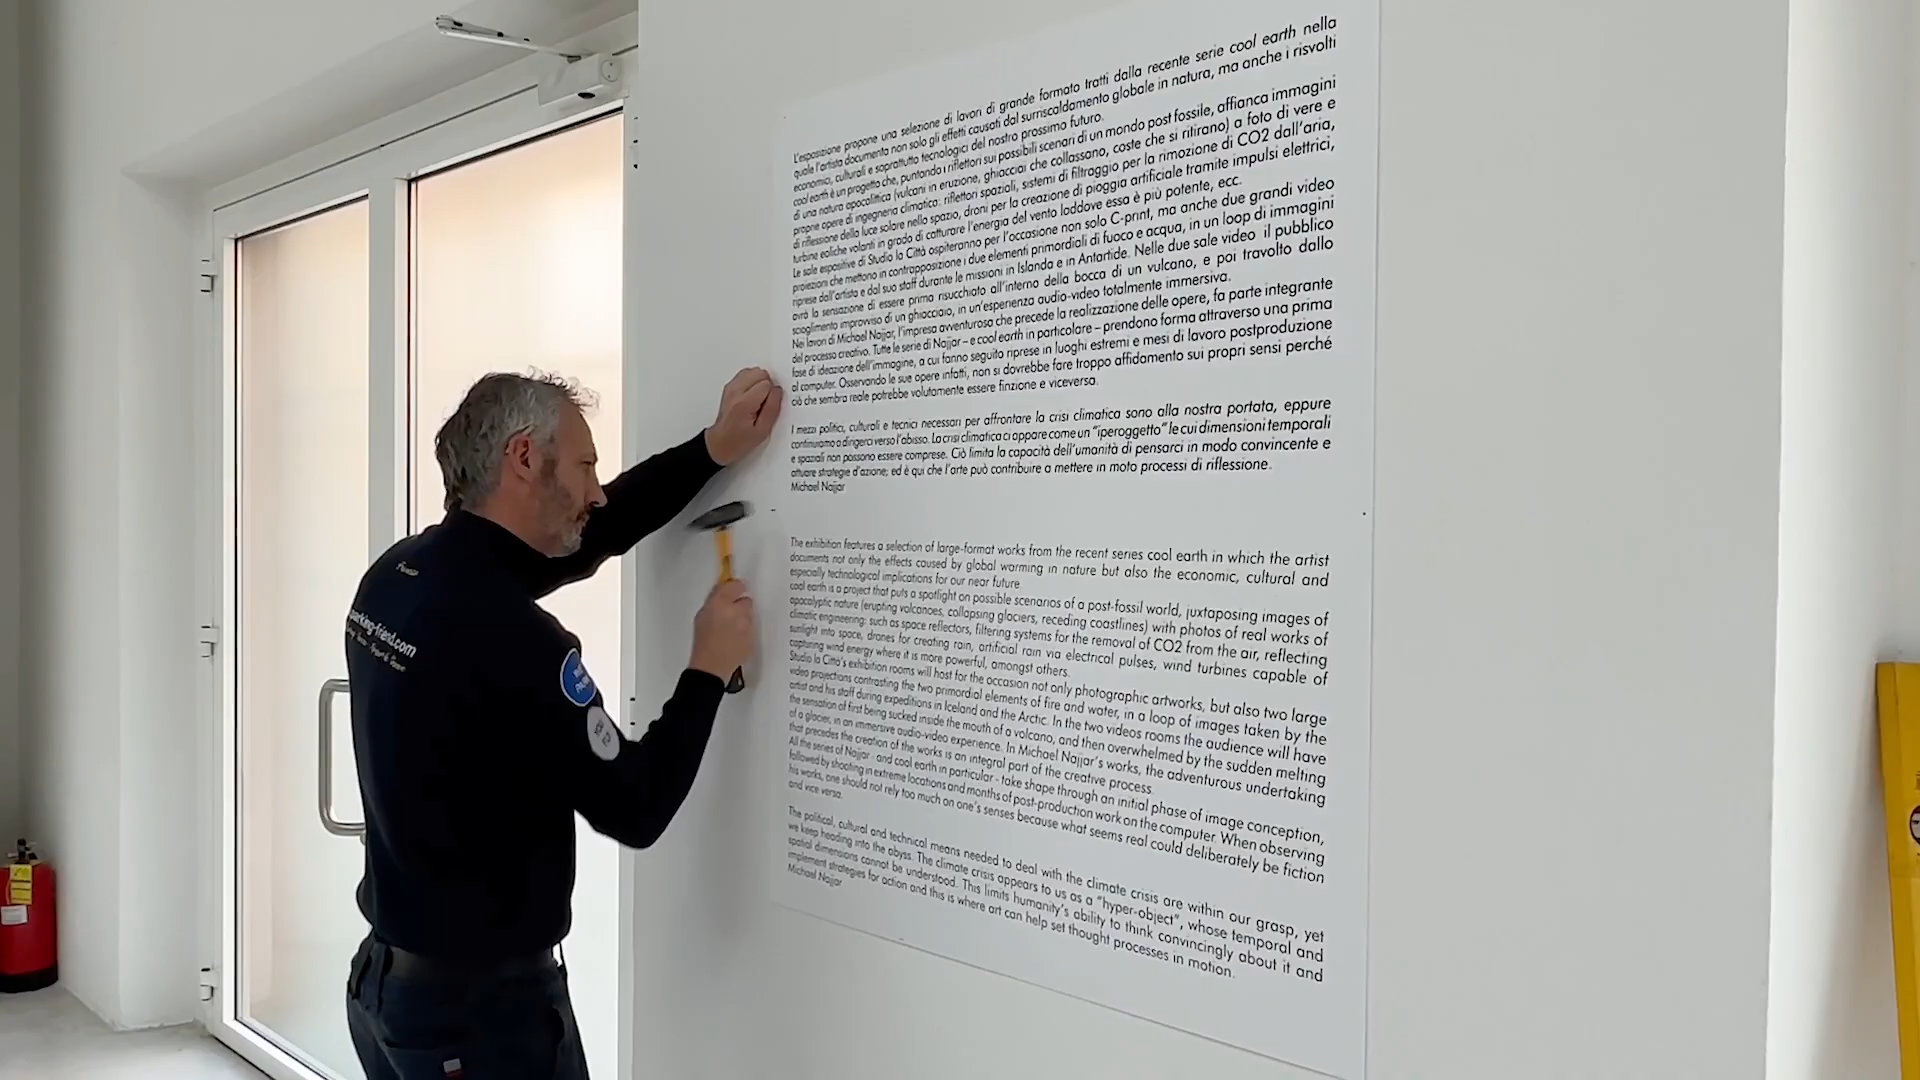 L'esposizione propone una selezione di lavori di grande formato tratti dalla recente serie cool earth nella
quale l'artista documenta non solo gli effetti causati dal surriscaldamento globale in natura, ma anche i risvolti
economici, culturali e soprattutto tecnologici del nostro prossimo futuro.
cool earth è un progetto che, puntando i riflettori sui possibili scenari di un mondo post fossile, affianca immagini
di una natura apocalittica (vulcani in eruzione, ghiacciai che collassano, coste che si ritirano) a foto di vere e
proprie opere di ingegneria climatica: riflettori spaziali, sistemi di filtraggio per la rimozione di CO2 dall'aria,
di riflessione della luce solare nello spazio, droni per la creazione di pioggia artificiale tramite impulsi elettrici,
turbine eoliche volanti in grado di catturare l'energia del vento laddove essa è più potente, ecc.
Le sale espositive di Studio la Città ospiteranno per l'occasione non solo C-print, ma anche due grandi video
proiezioni che mettono in contrapposizione i due elementi primordiali di fuoco e acqua, in un loop di immagini
riprese dall'artista e dal suo staff durante le missioni in Islanda e in Antartide. Nelle due sale video il pubblico
avrà la sensazione di essere prima risucchiato all'interno della bocca di un vulcano, e poi travolto dallo
scioglimento improvviso di un ghiacciaio, in un'esperienza audio-video totalmente immersiva.
Nei lavori di Michael Najjar, l'impresa avventurosa che precede la realizzazione delle opere, fa parte integrante
del processo creativo. Tutte le serie di Najjar – e cool earth in particolare – prendono forma attraverso una prima
fase di ideazione dell'immagine, a cui fanno seguito riprese in luoghi estremi e mesi di lavoro postproduzione
al computer. Osservando le sue opere infatti, non si dovrebbe fare troppo affidamento sui propri sensi perché
ciò che sembra reale potrebbe volutamente essere finzione e viceversa.
I mezzi politici, culturali e tecnici necessari per affrontare la crisi climatica sono alla nostra portata, eppure
continuiamo a dirigerci verso l'abisso. La crisi climatica ci appare come un "iperoggetto" le cui dimensioni temporali
e spaziali non possono essere comprese. Ciò limita la capacità dell'umanità di pensarci in modo convincente e
attuare strategie d'azione; ed è qui che l'arte può contribuire a mettere in moto processi di riflessione.
Michael Najjar
The exhibition features a selection of large-format works from the recent series cool earth in which the artist
documents not only the effects caused by global warming in nature but also the economic, cultural and
especially technological implications for our near future.
cool earth is a project that puts a spotlight on possible scenarios of a post-fossil world, juxtaposing images of
apocalyptic nature (erupting volcanoes, collapsing glaciers, receding coastlines) with photos of real works of
climatic engineering: such as space reflectors, filtering systems for the removal of CO2 from the air, reflecting
sunlight into space, drones for creating rain, artificial rain via electrical pulses, wind turbines capable of
capturing wind energy where it is more powerful, amongst others.
Studio la Città's exhibition rooms will host for the occasion not only photographic artworks, but also two large
video projections contrasting the two primordial elements of fire and water, in a loop of images taken by the
artist and his staff during expeditions in Iceland and the Arctic. In the two videos rooms the audience will have
the sensation of first being sucked inside the mouth of a volcano, and then overwhelmed by the sudden melting
of a glacier, in an immersive audio-video experience. In Michael Najjar's works, the adventurous undertaking
that precedes the creation of the works is an integral part of the creative process.
All the series of Najjar - and cool earth in particular - take shape through an initial phase of image conception,
followed by shooting in extreme locations and months of post-production work on the computer. When observing
his works, one should not rely too much on one's senses because what seems real could deliberately be fiction
and vice versa.
The political, cultural and technical means needed to deal with the climate crisis are within our grasp, yet
we keep heading into the abyss. The climate crisis appears to us as a "hyper-object", whose temporal and
spatial dimensions cannot be understood. This limits humanity's ability to think convincingly about it and
implement strategies for action and this is where art can help set thought processes in motion.
Michael Najjar
parking-friend.com